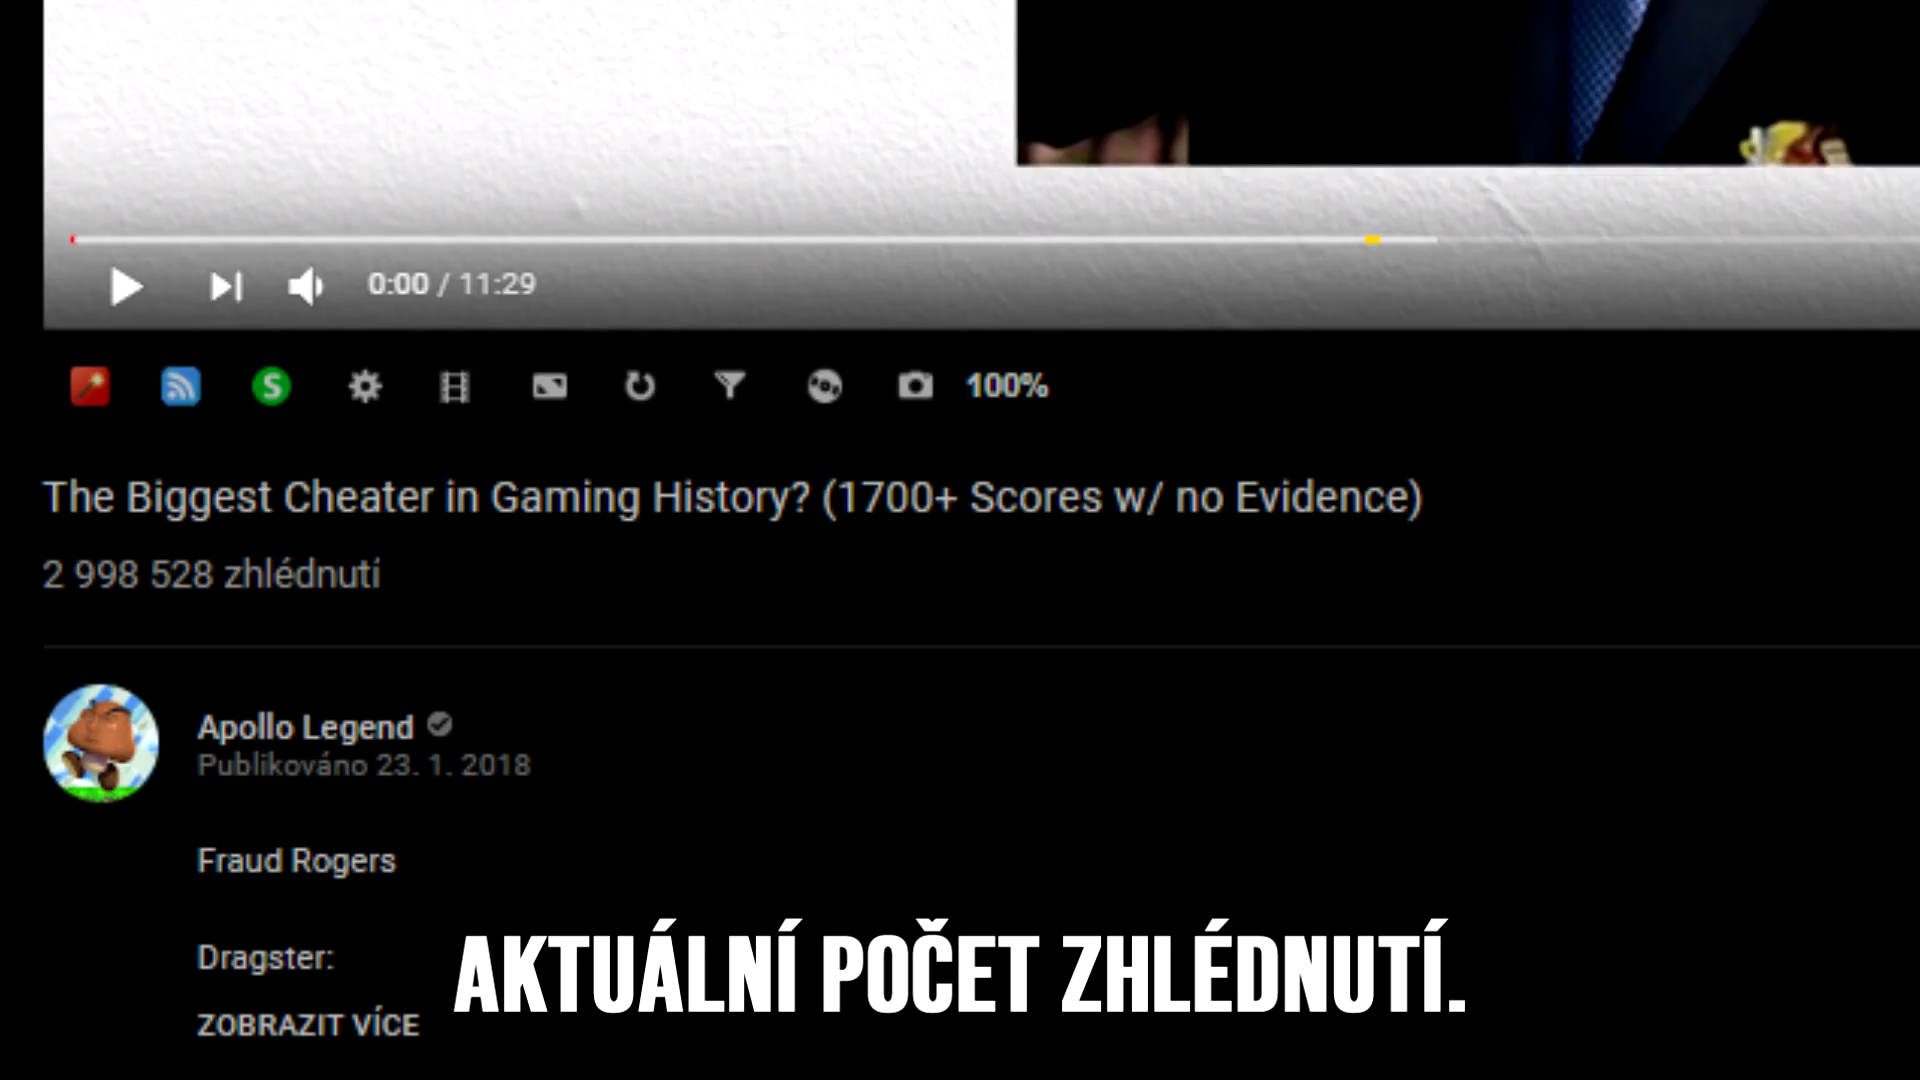 0:00 / 11:29
S
100%
The Biggest Cheater in Gaming History? (1700+ Scores w/ no Evidence)
2 998 528 zhlédnutí
Apollo Legend
Publikováno 23. 1. 2018
Fraud Rogers
Dragster:
ZOBRAZIT VÍCE
AKTUÁLNÍ POČET ZHLÉDNUTÍ.